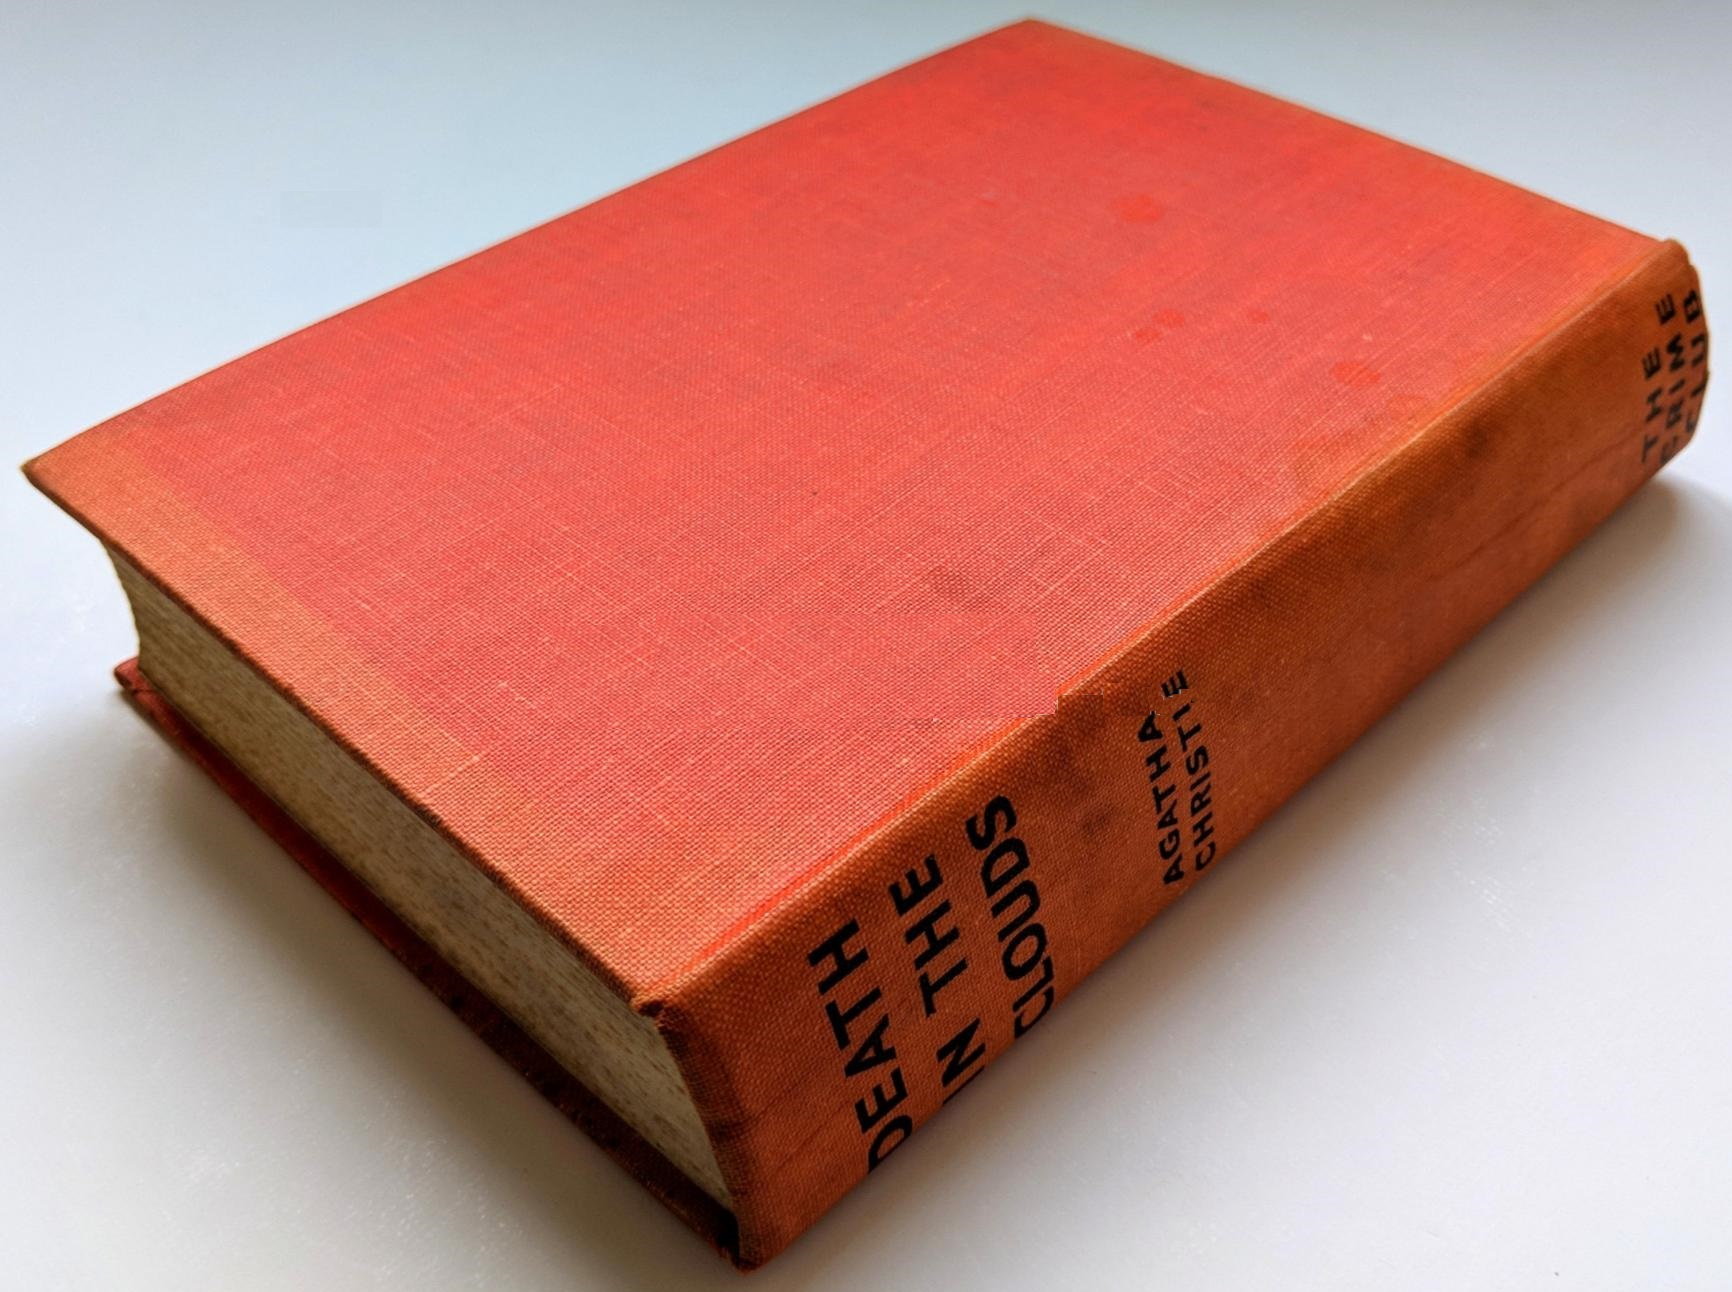 DEATH
IN THE
CLOUDS
AGATHA
CHRISTIE
THE
CRIME
CLUB